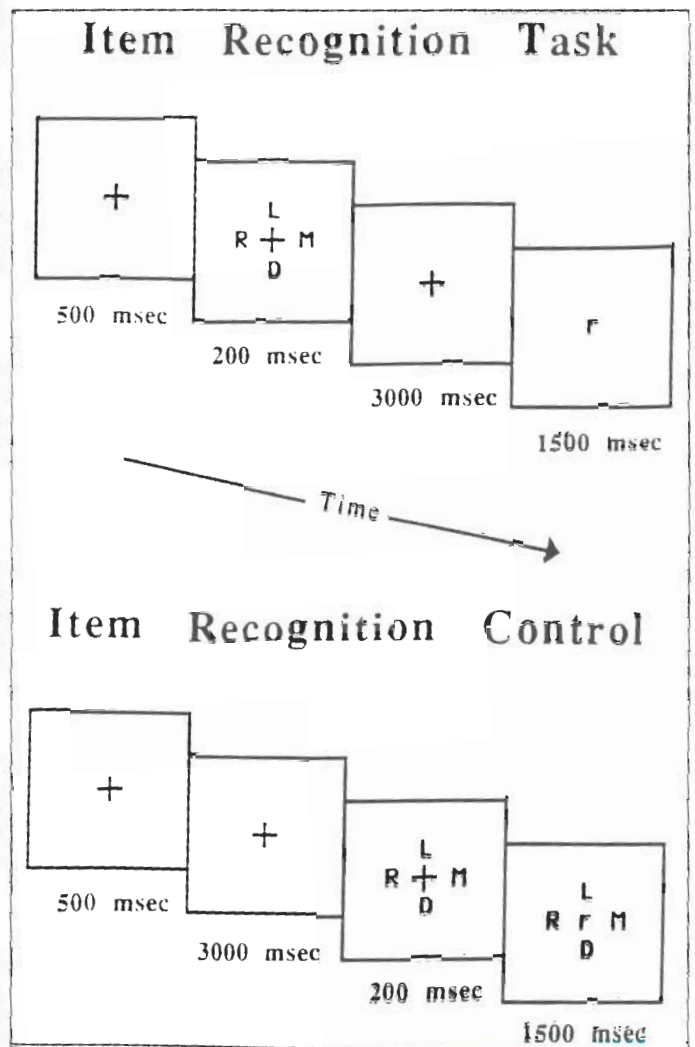 Item Recognition Task
+
L
R + M
D
+
r
500 msec
200 msec
3000 msec
1500 msec
Time
Item Recognition Control
+
+
L
R + M
D
L
R r M
D
500 msec
3000 msec
200 msec
1500 msec